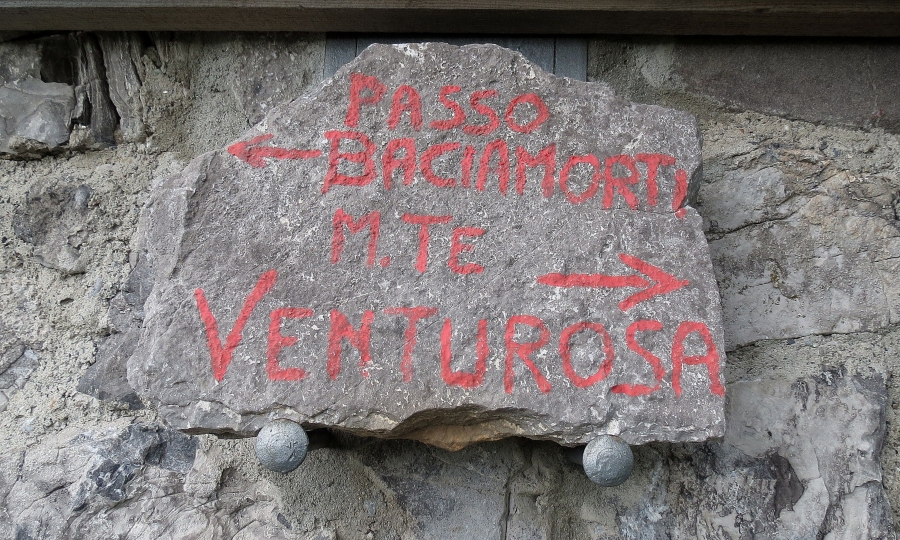 PASSO
BACIAMORTI
M.TE
VENTUROSA